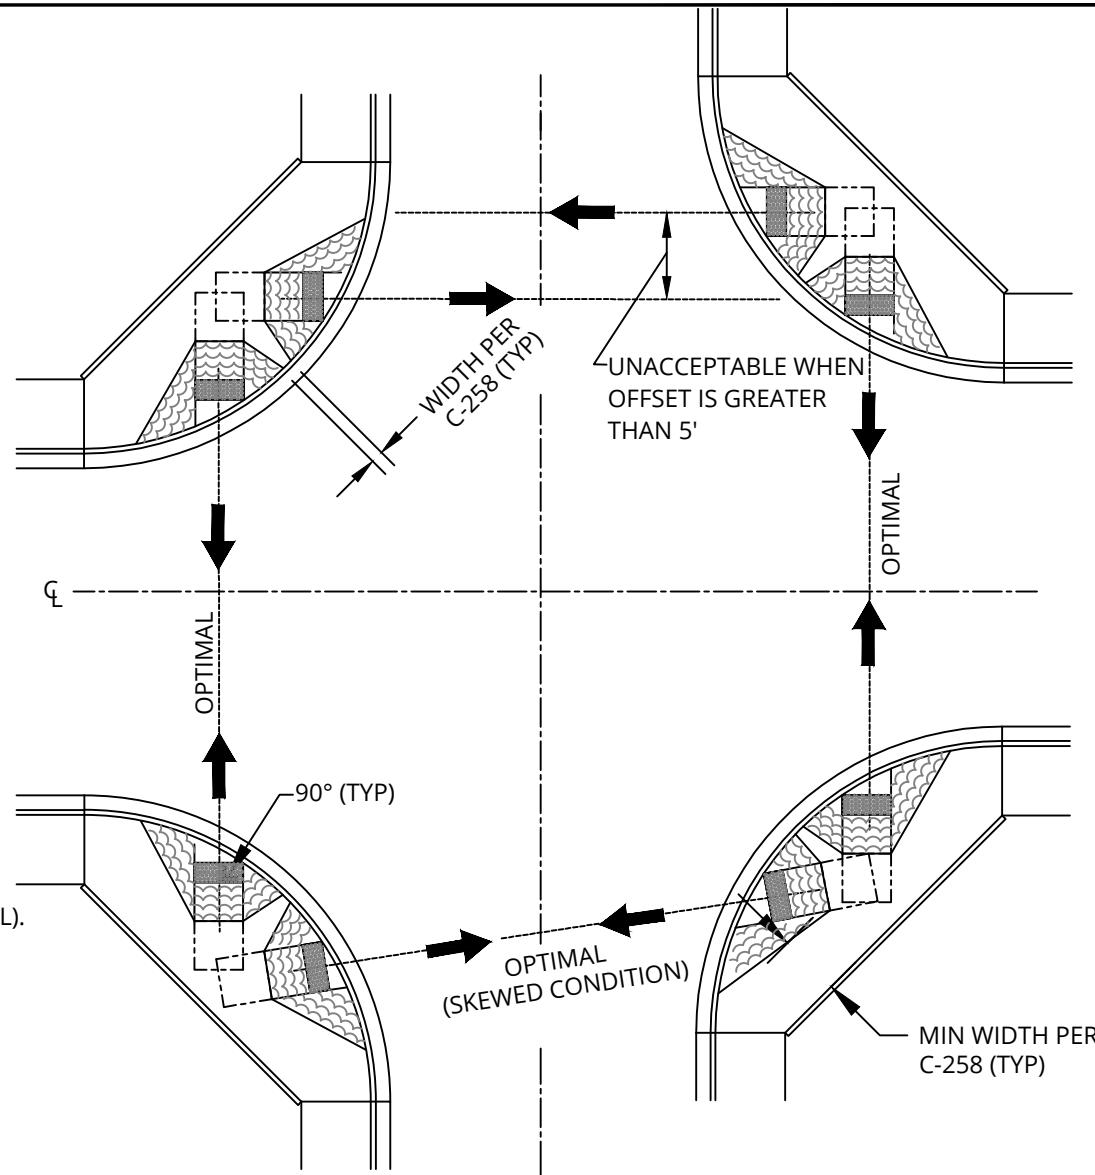 WIDTH PER
C-258 (TYP)
UNACCEPTABLE WHEN
OFFSET IS GREATER
THAN 5'
OPTIMAL
℄
OPTIMAL
90° (TYP)
L).
OPTIMAL
(SKEWED CONDITION)
MIN WIDTH PER
C-258 (TYP)